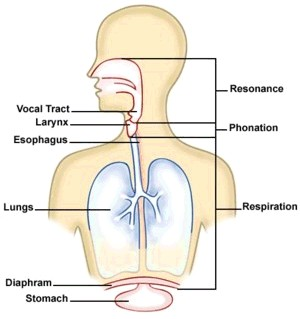 Resonance
Vocal Tract
Larynx
Phonation
Esophagus
Lungs
Respiration
Diaphram
Stomach